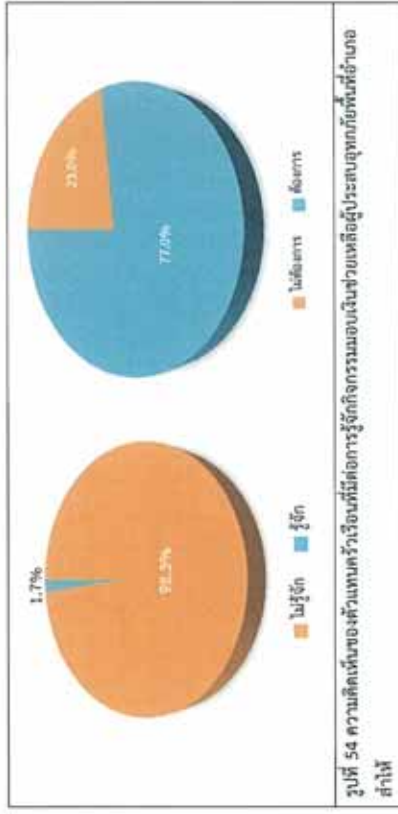 1.7%
98.3%
ไม่รู้จัก รู้จัก
23.0%
77.0%
ไม่ต้องการ ต้องการ
รูปที่ 54 ความคิดเห็นของตัวแทนครัวเรือนที่มีต่อการรู้จักกิจกรรมมอบเงินช่วยเหลือผู้ประสบอุทกภัยพื้นที่อำเภอ
ลำให้